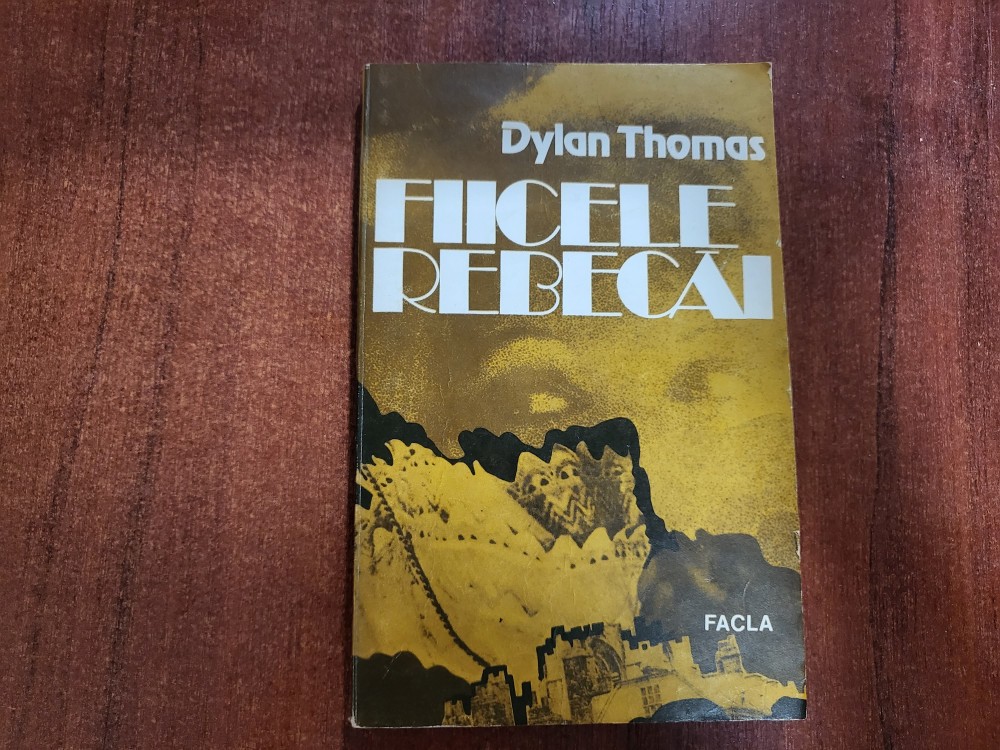 Dylan Thomas
FIICELE
REBECĂI
FACLA